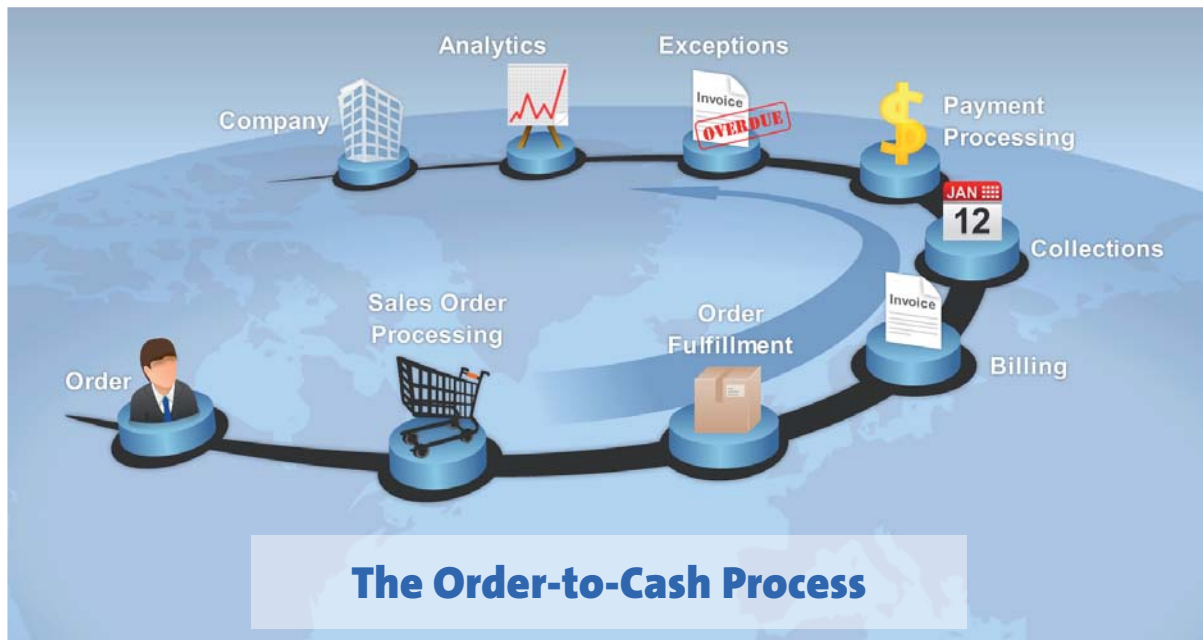 Analytics
Exceptions
Invoice
OVERDUE
Company
Payment
Processing
JAN
12
Collections
Invoice
Sales Order
Processing
Order
Fulfillment
Billing
Order
The Order-to-Cash Process